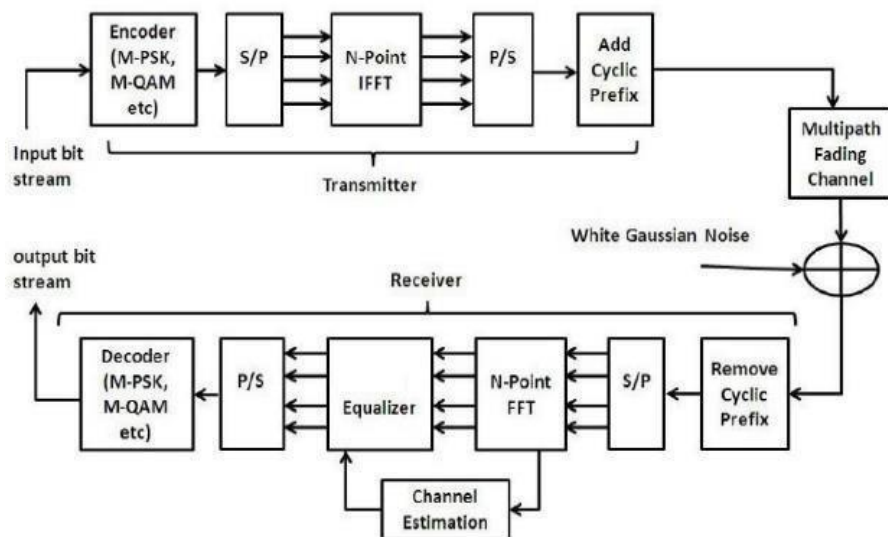 Encoder
(M-PSK,
M-QAM
etc)
S/P
N-Point
IFFT
P/S
Add
Cyclic
Prefix
Input bit
stream
Transmitter
Multipath
Fading
Channel
White Gaussian Noise
output bit
stream
Receiver
Decoder
(M-PSK,
M-QAM
etc)
P/S
Equalizer
N-Point
FFT
S/P
Remove
Cyclic
Prefix
Channel
Estimation